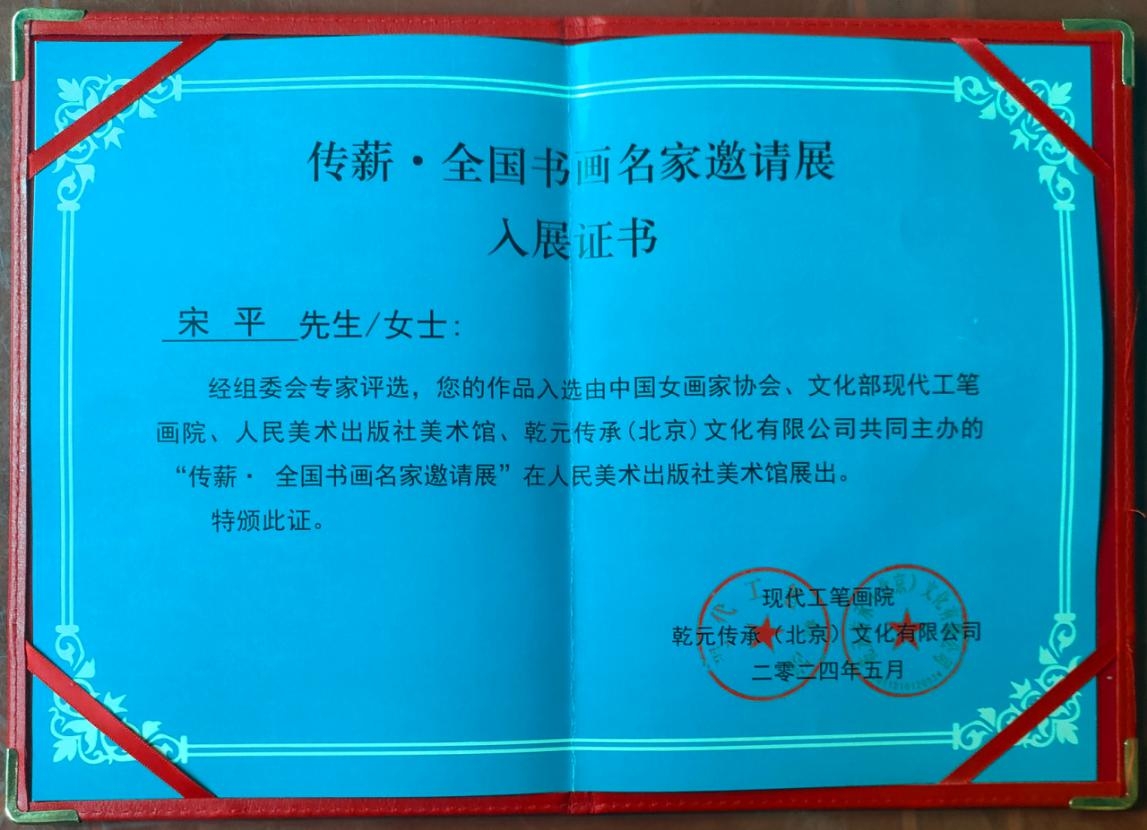 传薪·全国书画名家邀请展
入展证书
宋 平 先生/女士:
经组委会专家评选，您的作品入选由中国女画家协会、文化部现代工笔
画院、人民美术出版社美术馆、乾元传承(北京)文化有限公司共同主办的
“传薪· 全国书画名家邀请展”在人民美术出版社美术馆展出。
特颁此证。
现代工笔画院
乾元传承（北京）文化有限公司
二零二四年五月